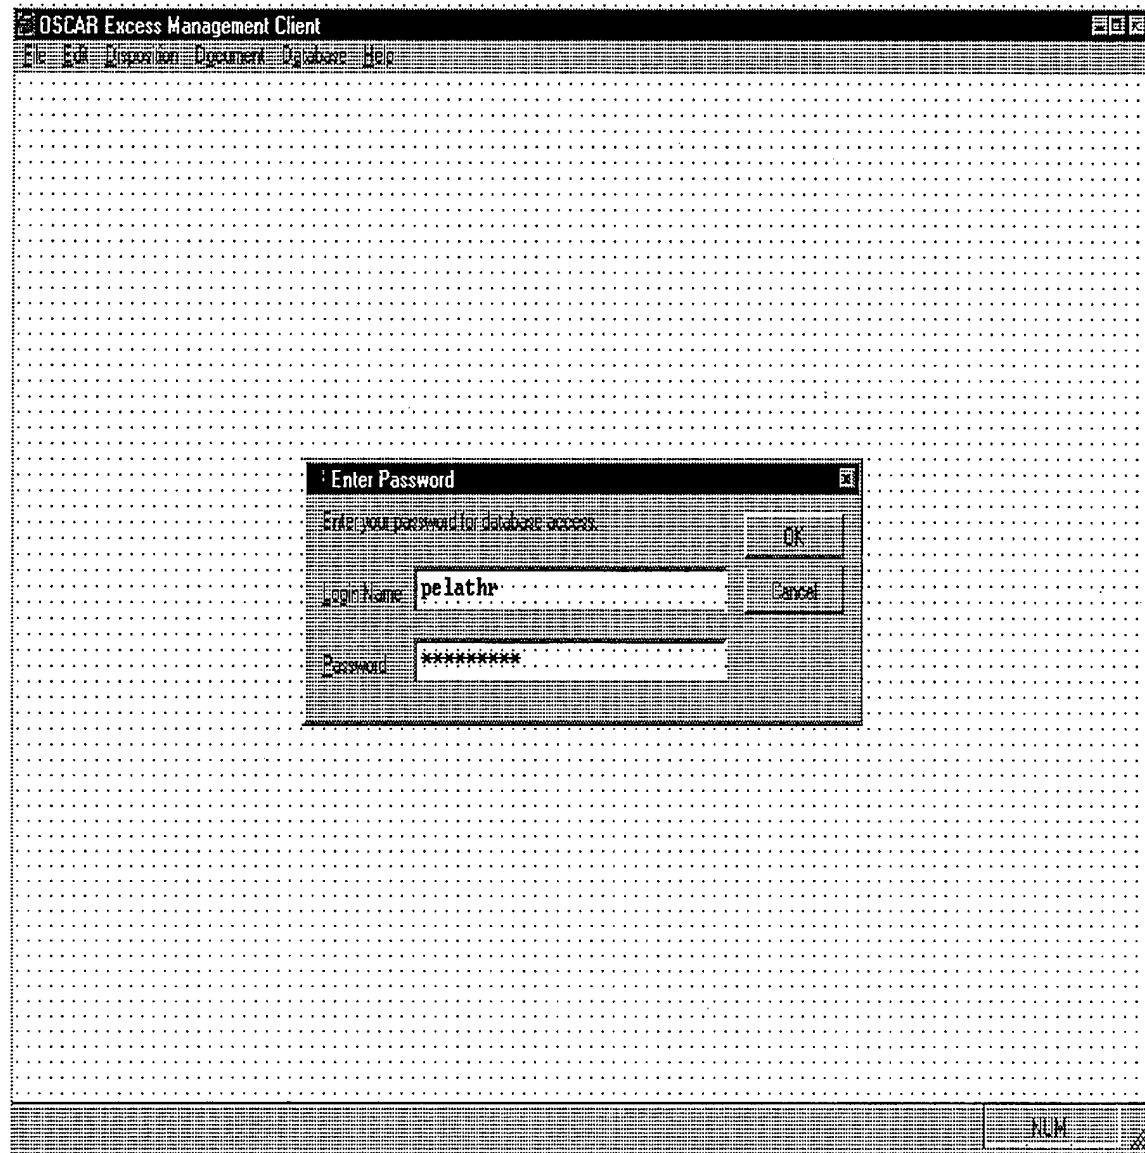 OSCAR Excess Management Client
File Edit Disposition Document Database Help
Enter Password
Enter your password for database access.
OK
Login Name pelathr
Cancel
Password *********
NUM